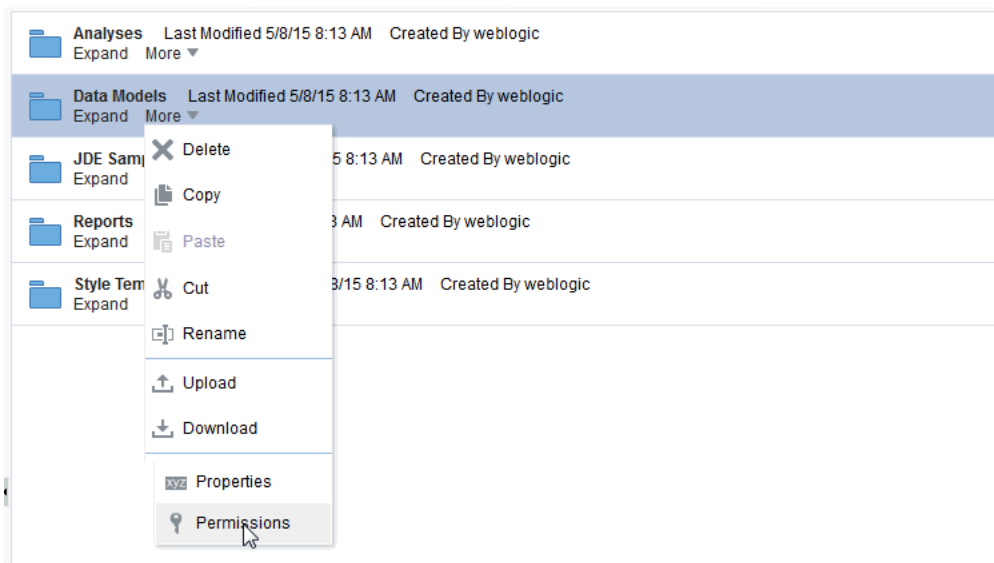 Analyses Last Modified 5/8/15 8:13 AM Created By weblogic
Expand More
Data Models Last Modified 5/8/15 8:13 AM Created By weblogic
Expand More
Delete
JDE Samp 5 8:13 AM Created By weblogic
Expand
Copy
Reports 3 AM Created By weblogic
Expand
Paste
Style Tem 8/15 8:13 AM Created By weblogic
Expand
Cut
Rename
Upload
Download
xyz Properties
Permissions